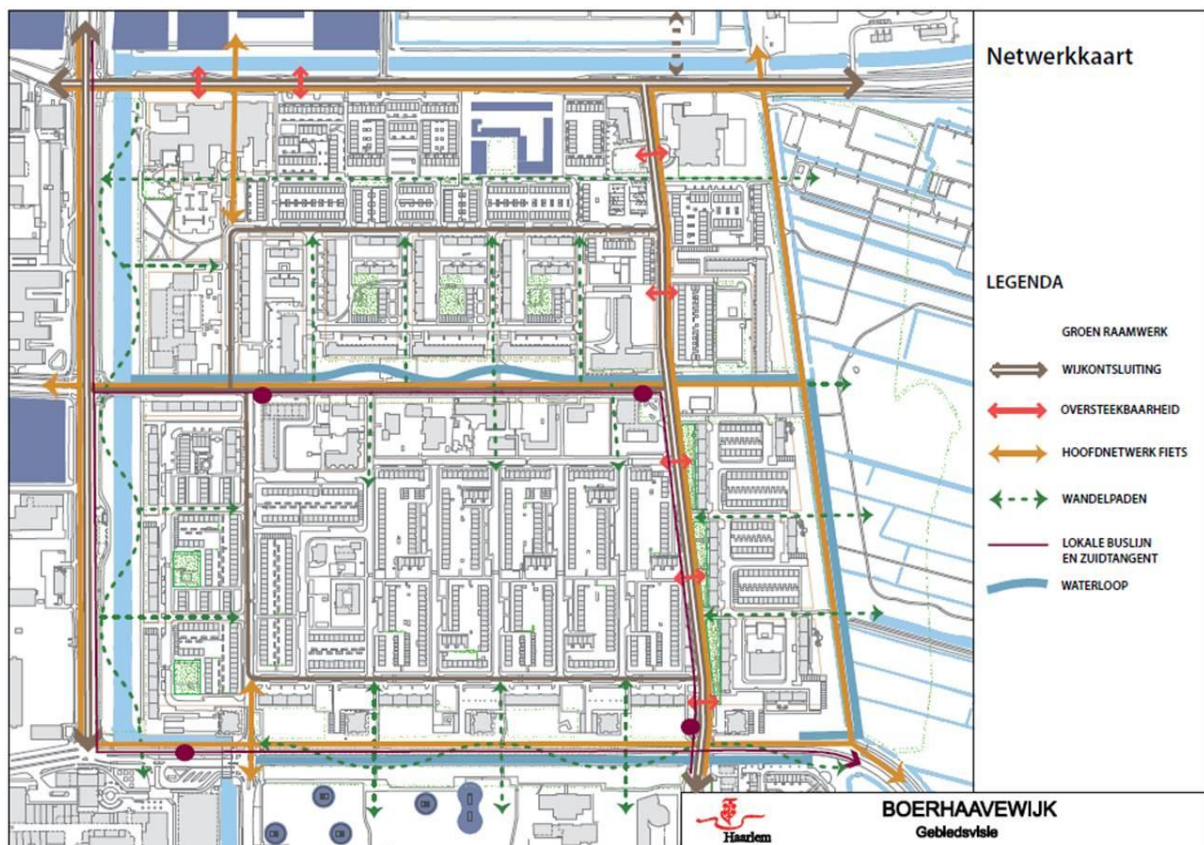 Netwerkkaart
LEGENDA
GROEN RAAMWERK
WIJKONTSLUITING
OVERSTEEKBAARHEID
HOOFDNETWERK FIETS
WANDELPADEN
LOKALE BUSLIJN
EN ZUIDTANGENT
WATERLOOP
Haarlem
BOERHAAVEWIJK
Gebiedsvisie